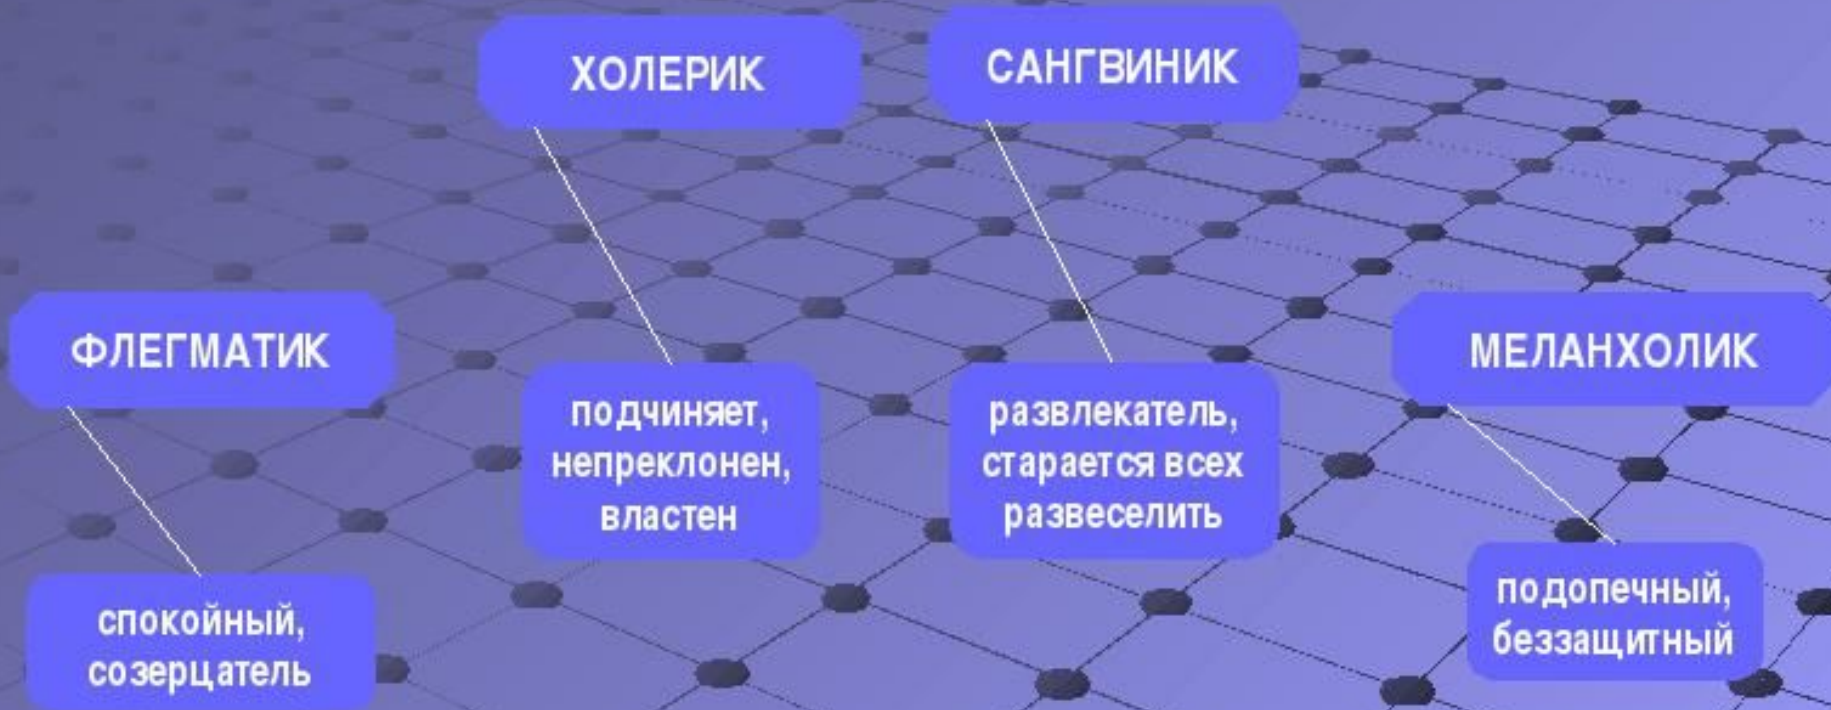 ХОЛЕРИК
САНГВИНИК
ФЛЕГМАТИК
МЕЛАНХОЛИК
подчиняет,
непреклонен,
властен
развлекатель,
старается всех
развеселить
подопечный,
беззащитный
спокойный,
созерцатель